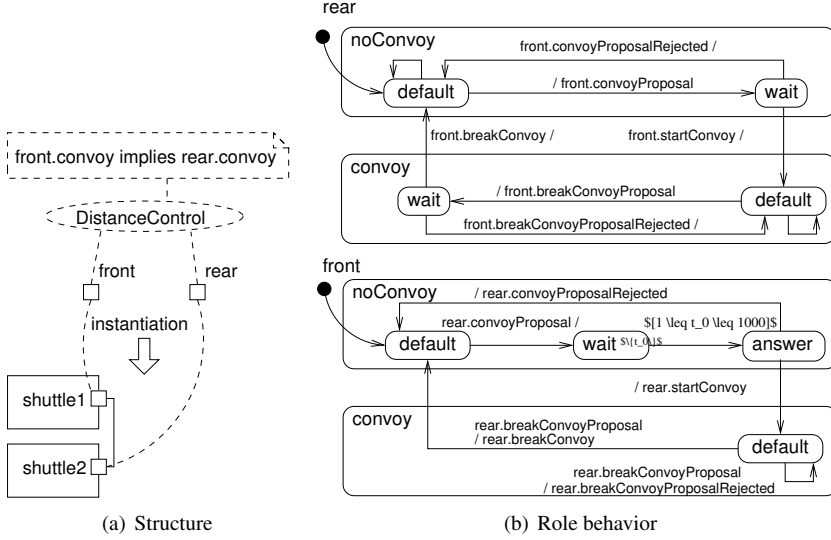 front.convoy implies rear.convoy
DistanceControl
front
rear
instantiation
shuttle1
shuttle2
(a) Structure
rear
noConvoy
front.convoyProposalRejected /
default
/ front.convoyProposal
wait
front.breakConvoy /
front.startConvoy /
convoy
/ front.breakConvoyProposal
wait
default
front.breakConvoyProposalRejected /
front
noConvoy
/ rear.convoyProposalRejected
rear.convoyProposal /
$[1 \leq t_0 \leq 1000]$
default
wait $\{t_0\}$
answer
/ rear.startConvoy
convoy
rear.breakConvoyProposal
/ rear.breakConvoy
default
rear.breakConvoyProposal
/ rear.breakConvoyProposalRejected
(b) Role behavior